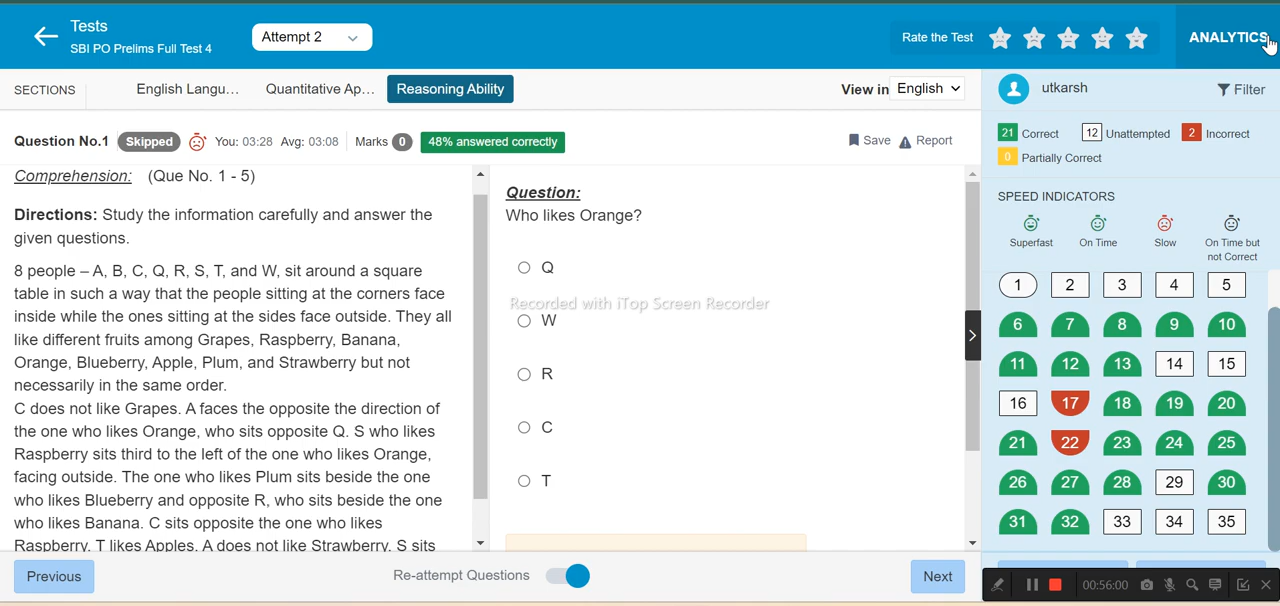 Tests
SBI PO Prelims Full Test 4
Attempt 2
Rate the Test
ANALYTICS
SECTIONS
English Langu...
Quantitative Ap...
Reasoning Ability
View in
English
utkarsh
Filter
Question No.1
Skipped
You: 03:28 Avg: 03:08
Marks 0
48% answered correctly
Save
Report
21 Correct
12 Unattempted
2 Incorrect
0 Partially Correct
Comprehension: (Que No. 1 - 5)
Directions: Study the information carefully and answer the
given questions.
8 people – A, B, C, Q, R, S, T, and W, sit around a square
table in such a way that the people sitting at the corners face
inside while the ones sitting at the sides face outside. They all
like different fruits among Grapes, Raspberry, Banana,
Orange, Blueberry, Apple, Plum, and Strawberry but not
necessarily in the same order.
C does not like Grapes. A faces the opposite the direction of
the one who likes Orange, who sits opposite Q. S who likes
Raspberry sits third to the left of the one who likes Orange,
facing outside. The one who likes Plum sits beside the one
who likes Blueberry and opposite R, who sits beside the one
who likes Banana. C sits opposite the one who likes
Raspberry. T likes Apples. A does not like Strawberry. S sits
Question:
Who likes Orange?
Q
Recorded with iTop Screen Recorder
W
R
C
T
SPEED INDICATORS
Superfast
On Time
Slow
On Time but
not Correct
1 2 3 4 5
6 7 8 9 10
11 12 13 14 15
16 17 18 19 20
21 22 23 24 25
26 27 28 29 30
31 32 33 34 35
Previous
Re-attempt Questions
Next
00:56:00